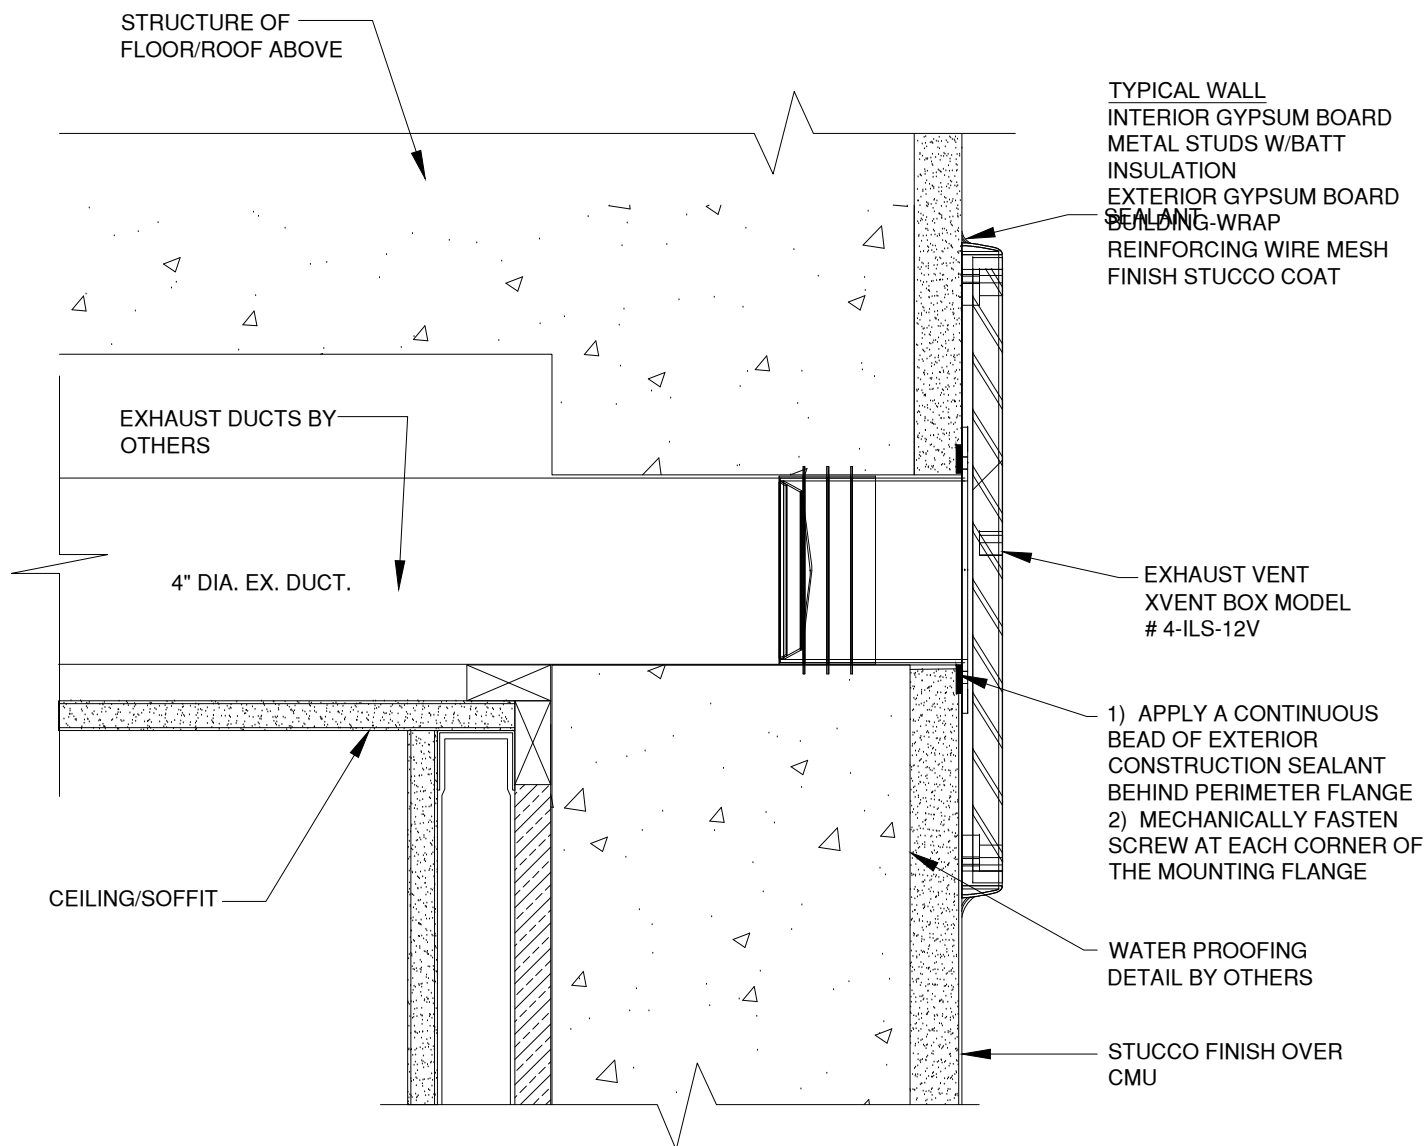 STRUCTURE OF
FLOOR/ROOF ABOVE
TYPICAL WALL
INTERIOR GYPSUM BOARD
METAL STUDS W/BATT
INSULATION
EXTERIOR GYPSUM BOARD
SEALANT
BUILDING-WRAP
REINFORCING WIRE MESH
FINISH STUCCO COAT
EXHAUST DUCTS BY
OTHERS
4" DIA. EX. DUCT.
EXHAUST VENT
XVENT BOX MODEL
# 4-ILS-12V
1) APPLY A CONTINUOUS
BEAD OF EXTERIOR
CONSTRUCTION SEALANT
BEHIND PERIMETER FLANGE
2) MECHANICALLY FASTEN
SCREW AT EACH CORNER OF
THE MOUNTING FLANGE
CEILING/SOFFIT
WATER PROOFING
DETAIL BY OTHERS
STUCCO FINISH OVER
CMU